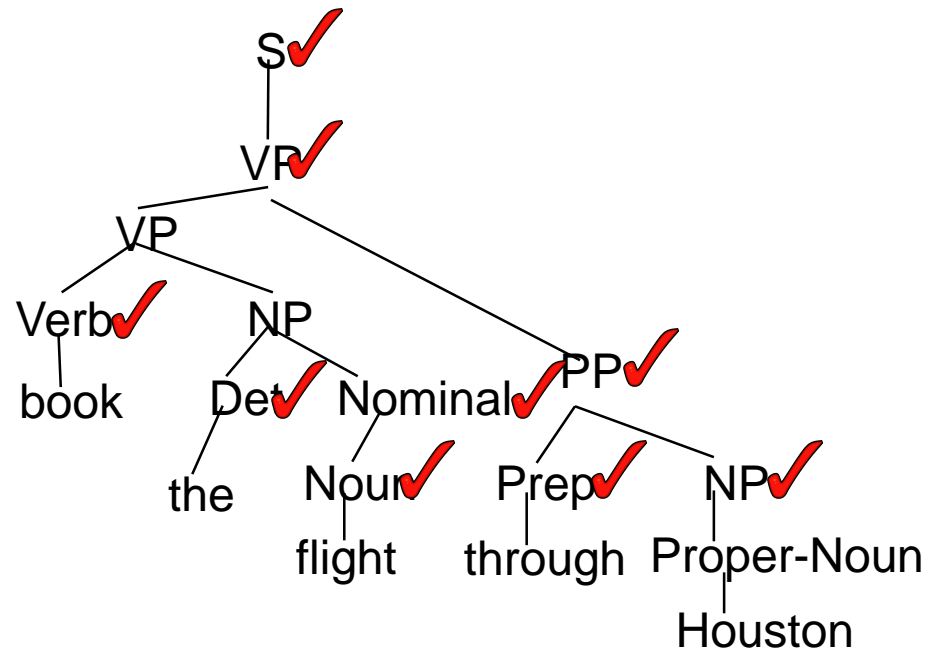 S
VP
VP
Verb NP
PP
book Det Nominal
the Noun Prep NP
flight through Proper-Noun
Houston